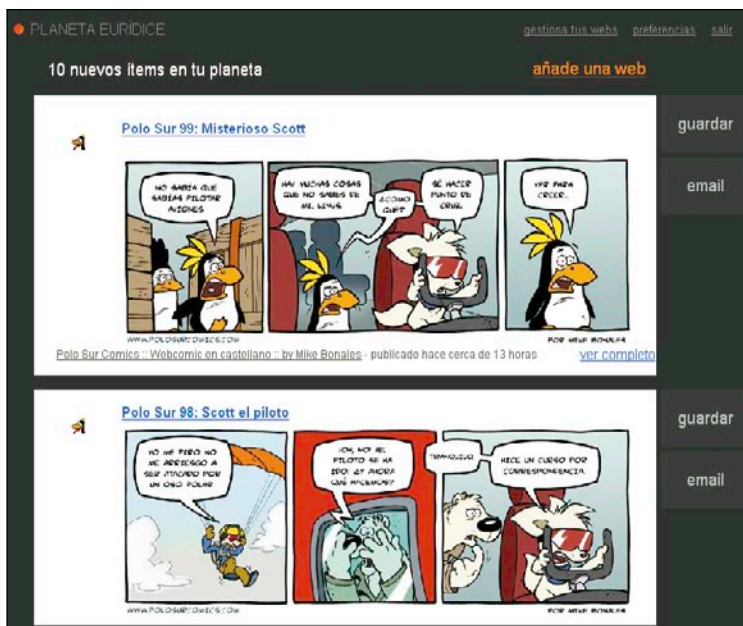 PLANETA EURÍDICE
gestiona tus webs preferencias salir
10 nuevos items en tu planeta
añade una web
Polo Sur 99: Misterioso Scott
guardar
email
NO SABÍA QUE
SABÍAS PILOTAR
AVIONES.
HAY MUCHAS COSAS
QUE NO SABES DE
MI, LINUS.
¿COMO
QUÉ?
SÉ HACER
PUNTO DE
CRUZ.
VER PARA
CREER...
WWW.POLOSURCOMICS.COM
POR MIKE BONALES
Polo Sur Comics :: Webcomic en castellano :: by Mike Bonales - publicado hace cerca de 13 horas
ver completo
Polo Sur 98: Scott el piloto
guardar
email
YO ME PIRO NO
ME ARRIESGO A
SER ATACADO POR
UN OSO POLAR.
¡OH, NO! ¡EL
PILOTO SE HA
IDO! ¿Y AHORA
QUÉ HACEMOS?
TRANQUILO.
HICE UN CURSO POR
CORRESPONDENCIA.
WWW.POLOSURCOMICS.COM
POR MIKE BONALES